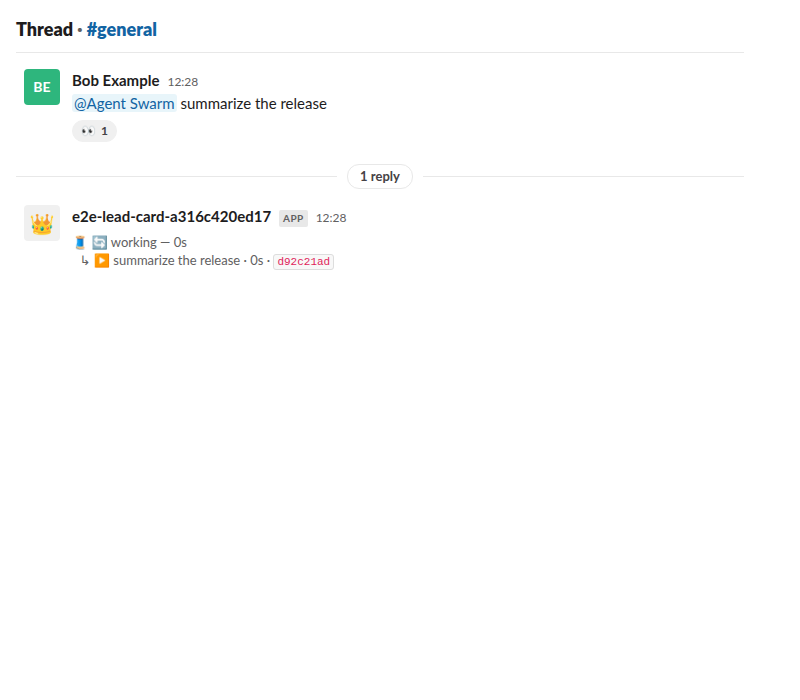 Thread • #general
BE
Bob Example 12:28
@Agent Swarm summarize the release
👀 1
1 reply
e2e-lead-card-a316c420ed17 APP 12:28
🧵 🔄 working — 0s
↳ ▶️ summarize the release · 0s · d92c21ad